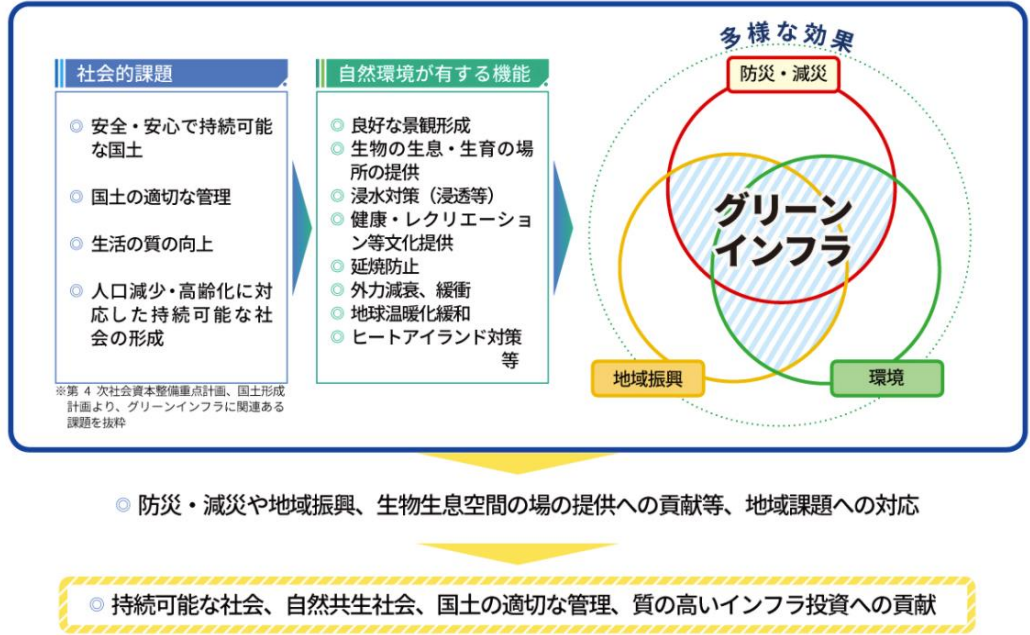 社会的課題
◎ 安全・安心で持続可能
な国土
◎ 国土の適切な管理
◎ 生活の質の向上
◎ 人口減少・高齢化に対
応した持続可能な社
会の形成
※第 4 次社会資本整備重点計画、国土形成
計画より、グリーンインフラに関連ある
課題を抜粋
自然環境が有する機能
◎ 良好な景観形成
◎ 生物の生息・生育の場
所の提供
◎ 浸水対策（浸透等）
◎ 健康・レクリエーショ
ン等文化提供
◎ 延焼防止
◎ 外力減衰、緩衝
◎ 地球温暖化緩和
◎ ヒートアイランド対策
等
多様な効果
防災・減災
グリーン
インフラ
地域振興
環境
◎ 防災・減災や地域振興、生物生息空間の場の提供への貢献等、地域課題への対応
◎ 持続可能な社会、自然共生社会、国土の適切な管理、質の高いインフラ投資への貢献